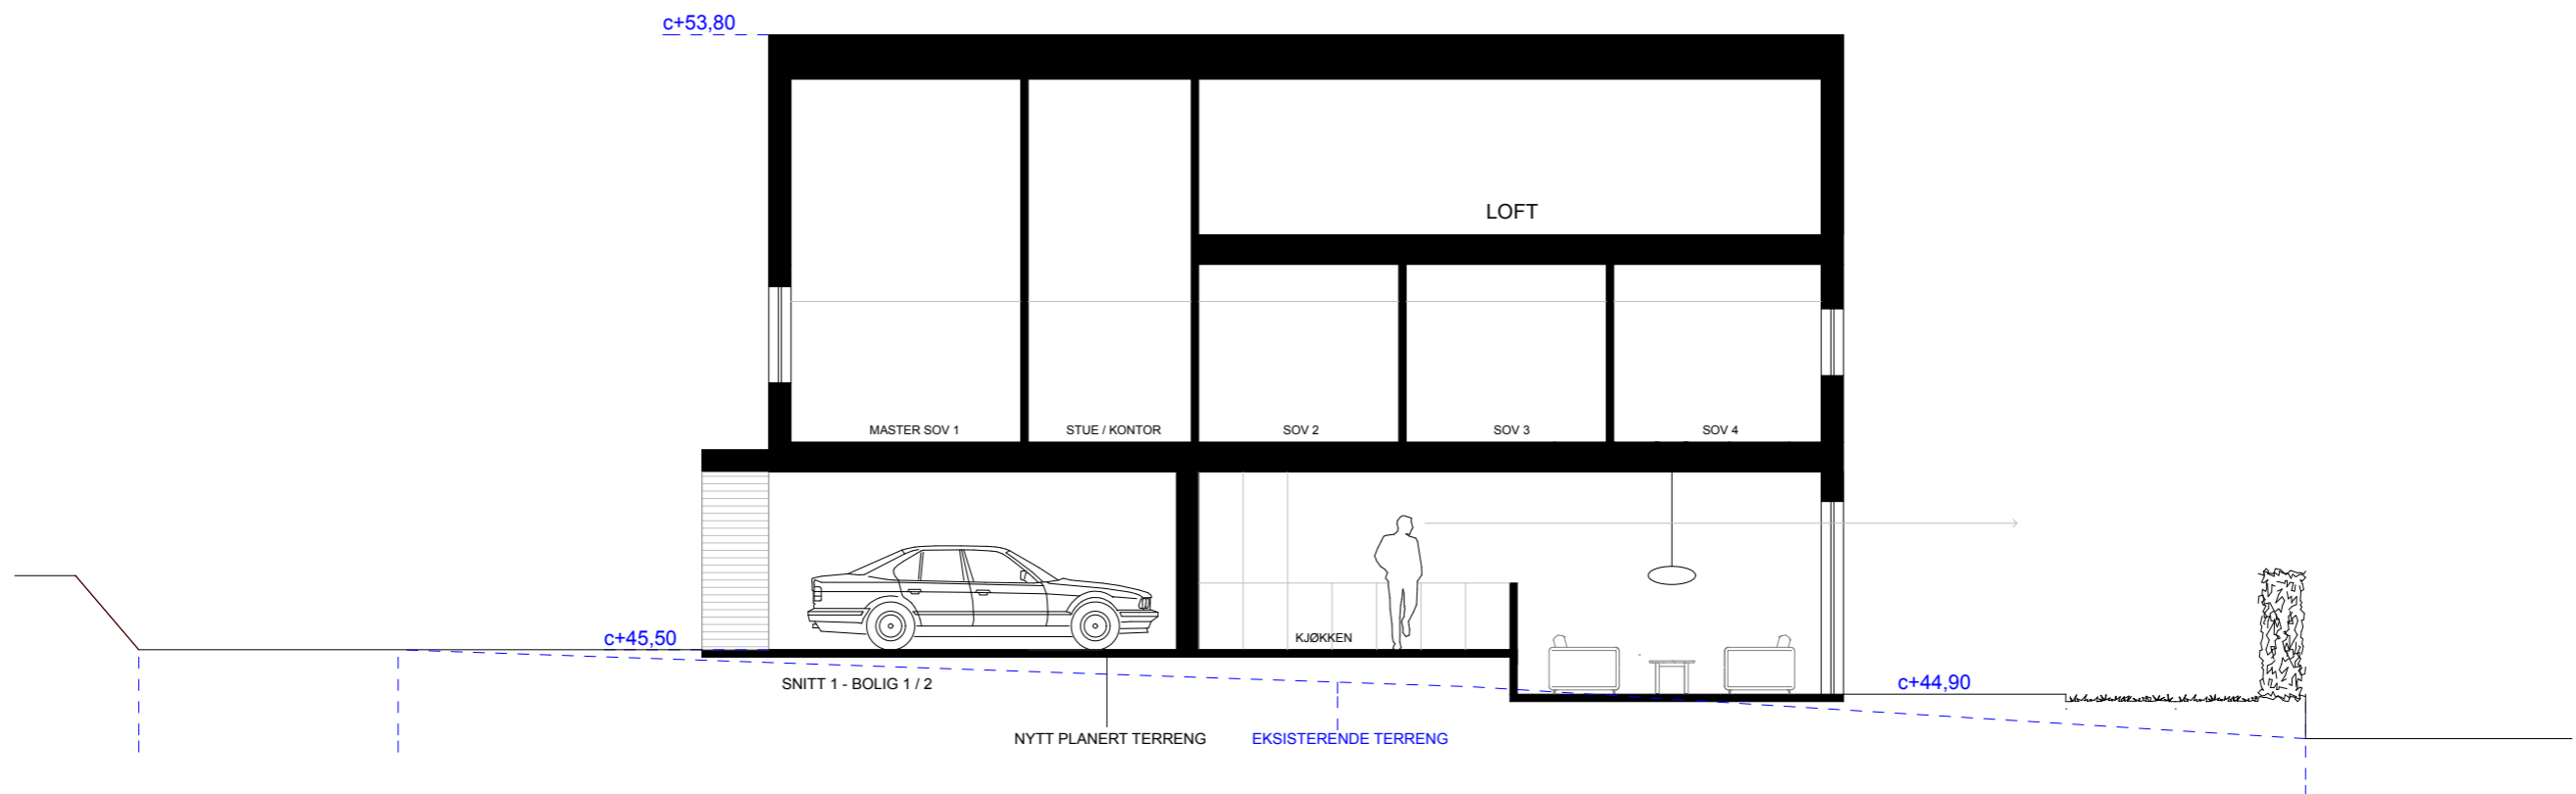 c+53,80
LOFT
MASTER SOV 1
STUE / KONTOR
SOV 2
SOV 3
SOV 4
c+45,50
KJØKKEN
SNITT 1 - BOLIG 1 / 2
c+44,90
NYTT PLANERT TERRENG
EKSISTERENDE TERRENG